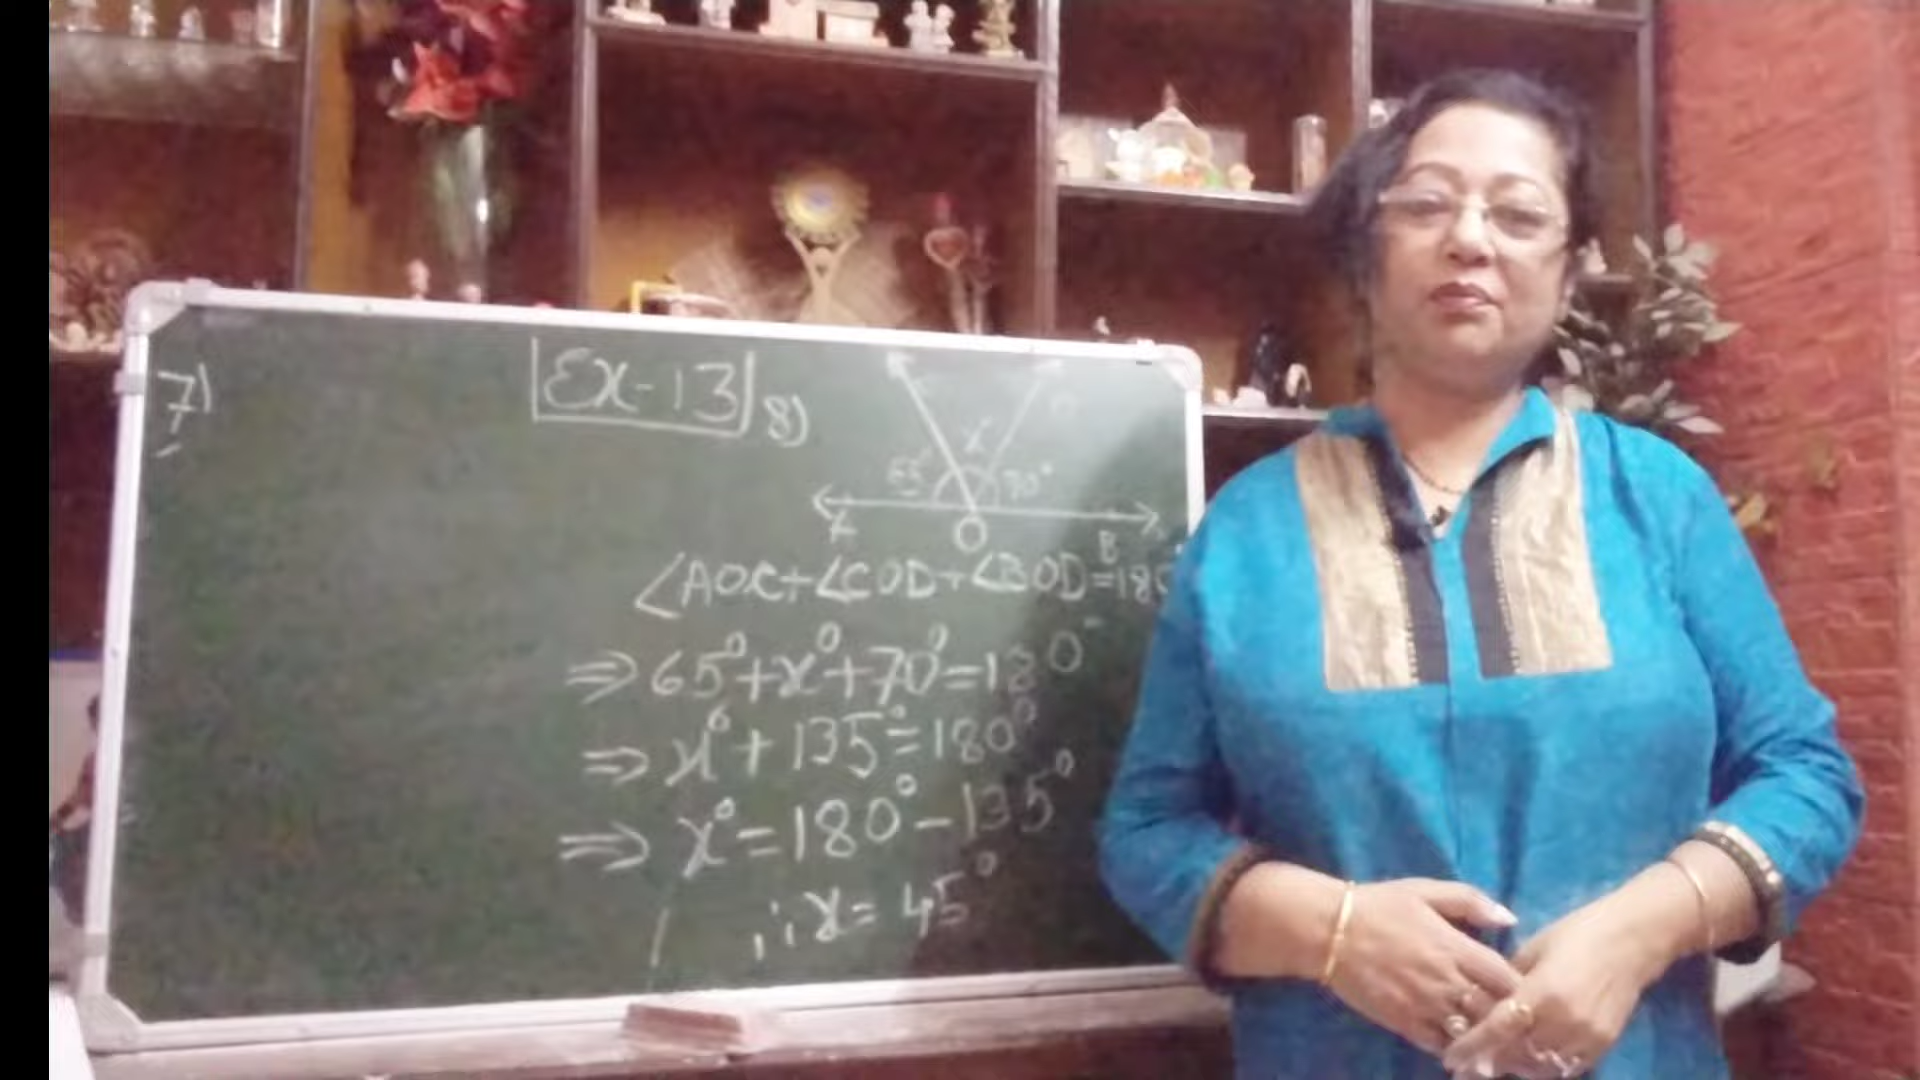 7)
Ex-13
8)
x
65° 70°
O
B
∠AOC+∠COD+∠BOD=180
⇒ 65°+x°+70°=180°
⇒ x°+135°=180°
⇒ x°=180°-135°
∴ x=45°